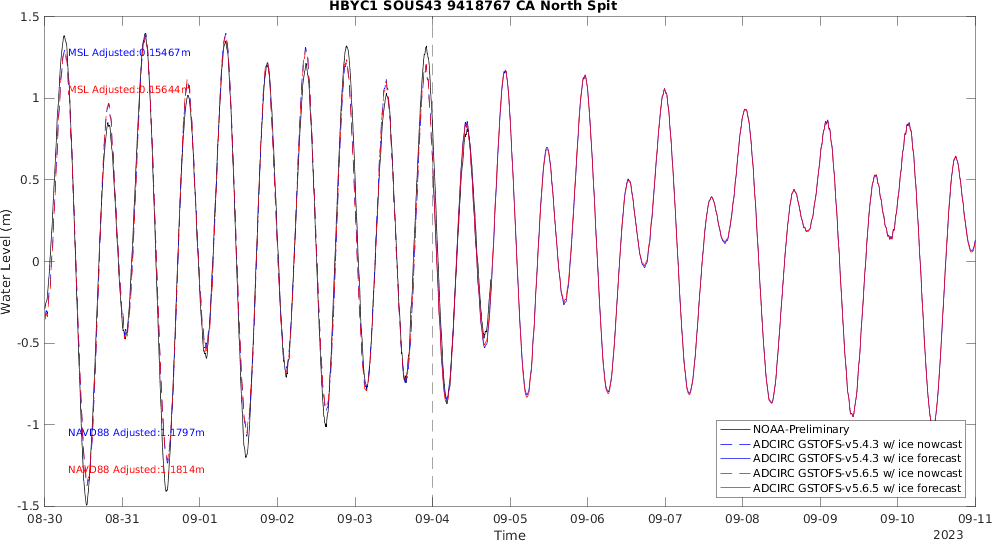 HBYC1 SOUS43 9418767 CA North Spit
1.5
1
0.5
0
-0.5
-1
-1.5
Water Level (m)
MSL Adjusted:0.15467m
MSL Adjusted:0.15644m
NAVD88 Adjusted:1.1797m
NAVD88 Adjusted:1.1814m
NOAA-Preliminary
ADCIRC GSTOFS-v5.4.3 w/ ice nowcast
ADCIRC GSTOFS-v5.4.3 w/ ice forecast
ADCIRC GSTOFS-v5.6.5 w/ ice nowcast
ADCIRC GSTOFS-v5.6.5 w/ ice forecast
08-30 08-31 09-01 09-02 09-03 09-04 09-05 09-06 09-07 09-08 09-09 09-10 09-11
Time
2023